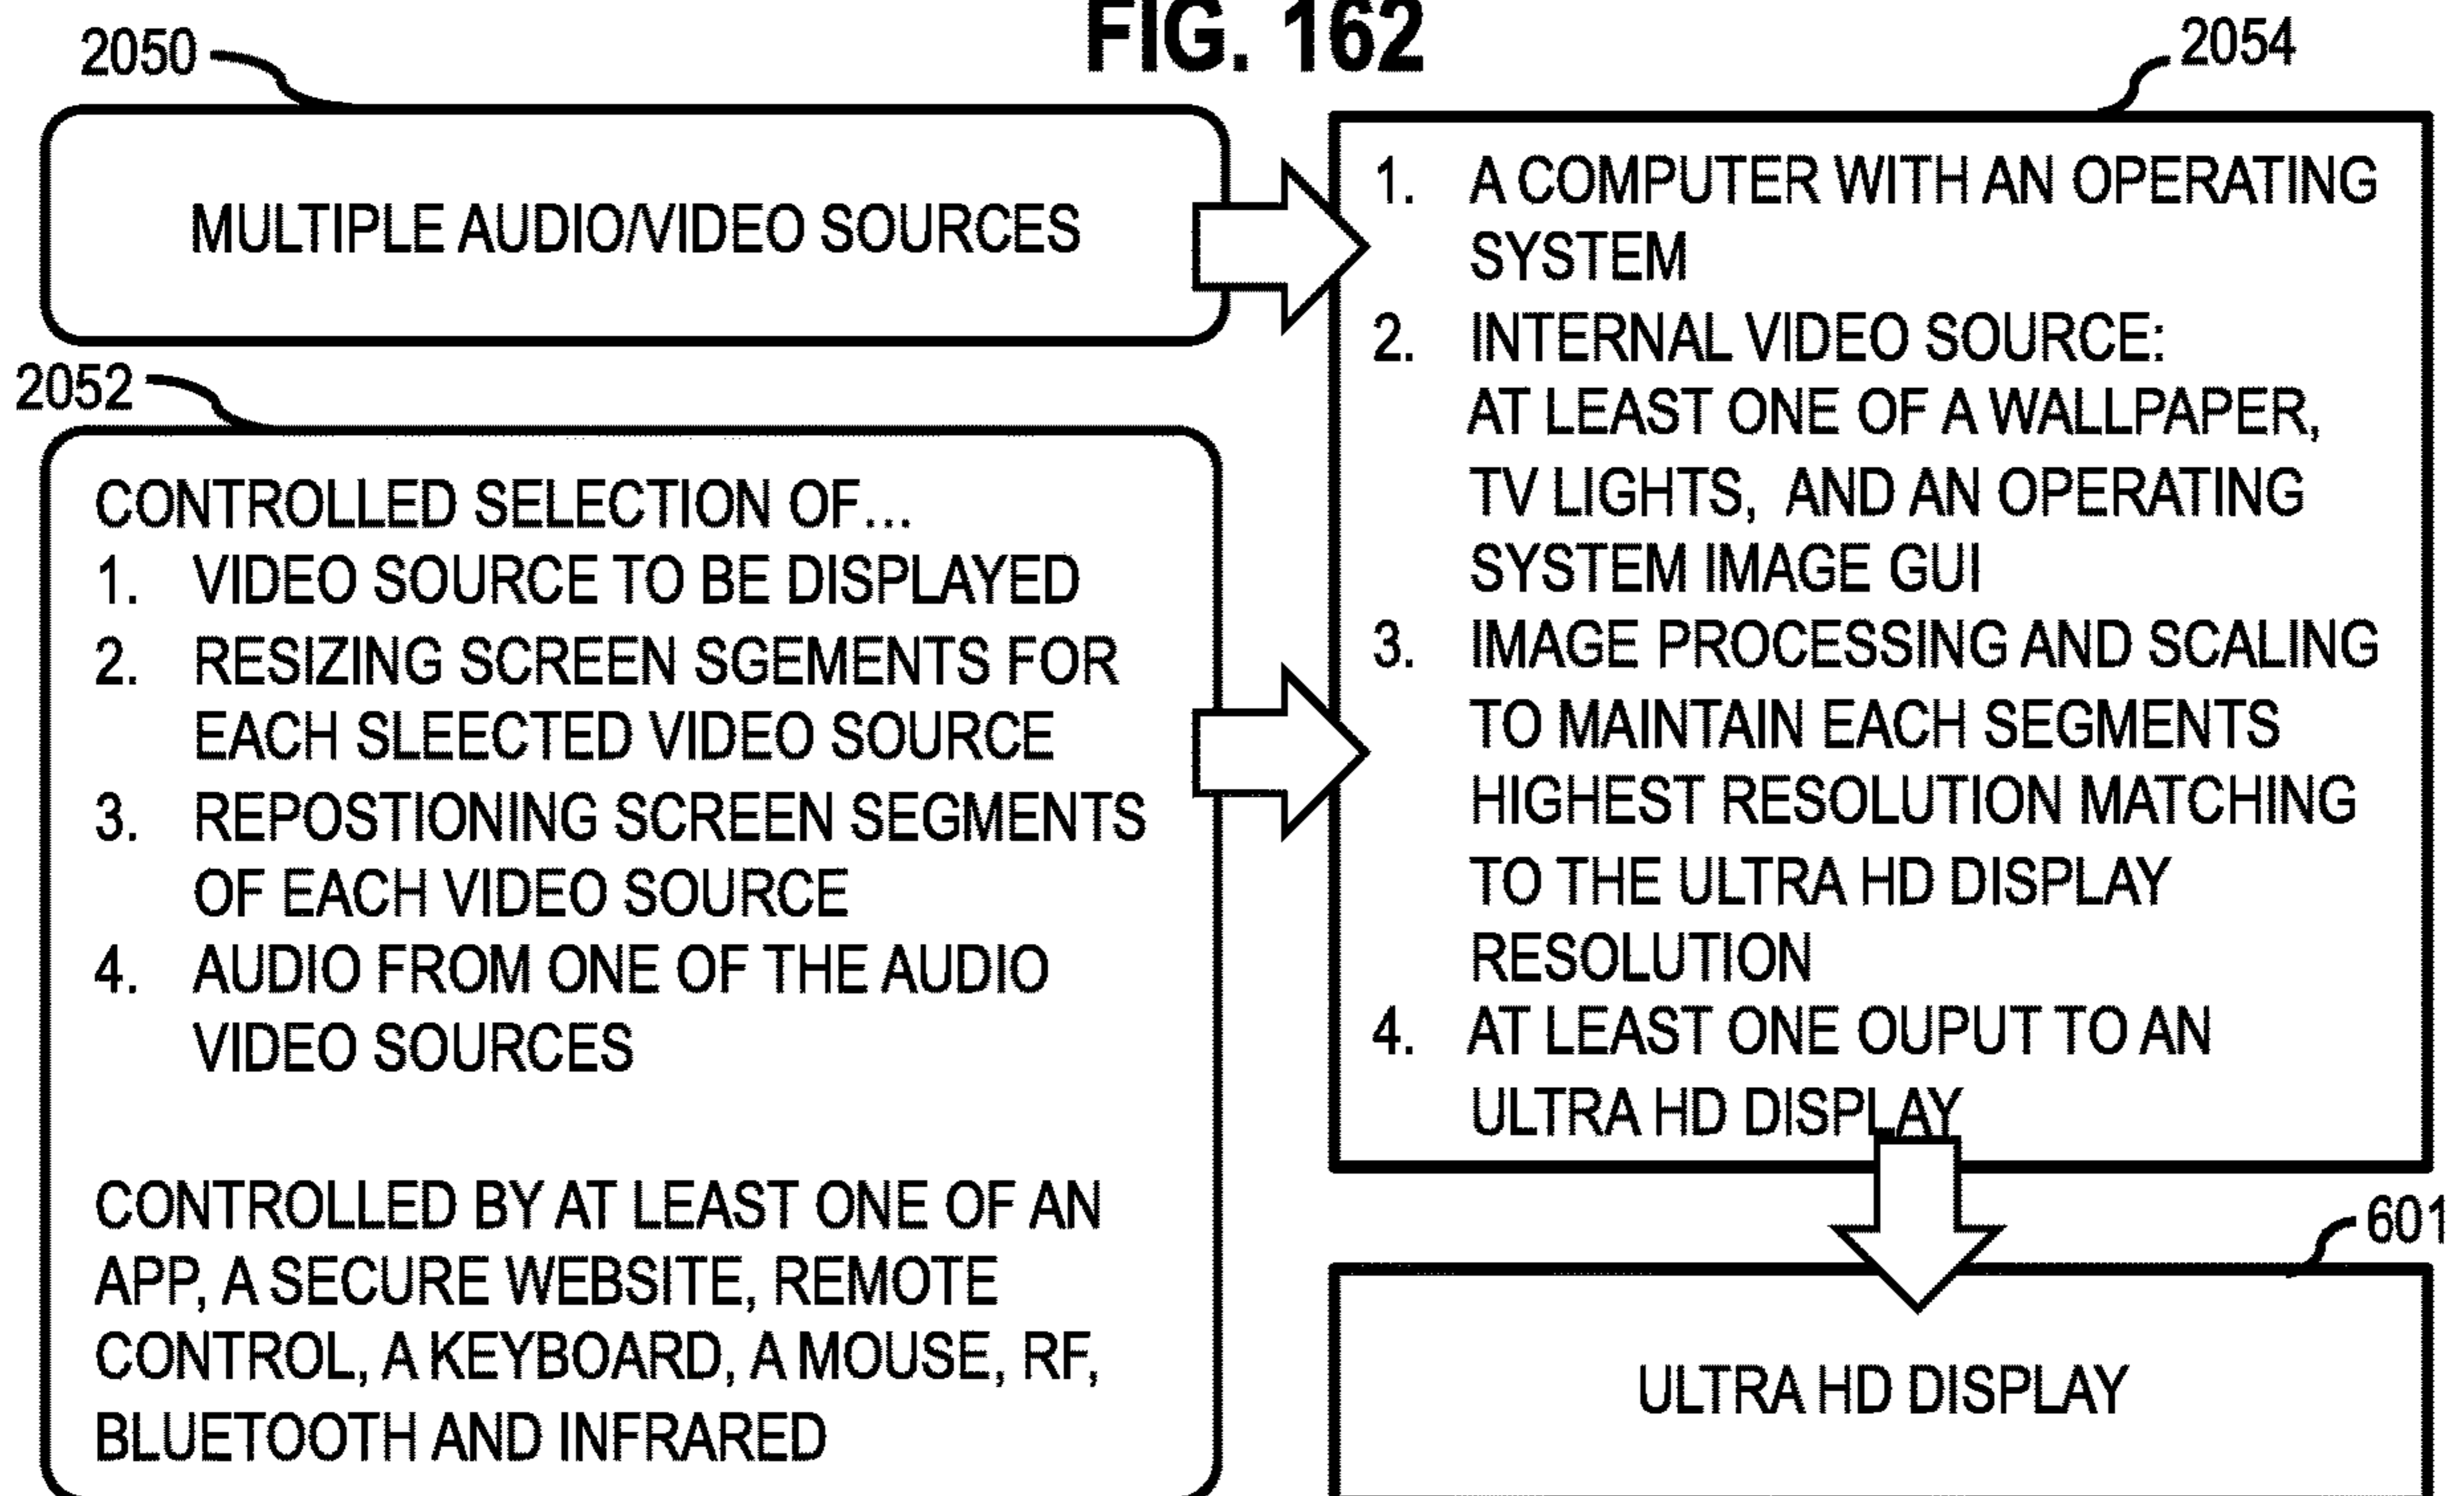 FIG. 162
2050
MULTIPLE AUDIO/VIDEO SOURCES
2052
CONTROLLED SELECTION OF...
1. VIDEO SOURCE TO BE DISPLAYED
2. RESIZING SCREEN SGEMENTS FOR
EACH SLEECTED VIDEO SOURCE
3. REPOSTIONING SCREEN SEGMENTS
OF EACH VIDEO SOURCE
4. AUDIO FROM ONE OF THE AUDIO
VIDEO SOURCES
CONTROLLED BY AT LEAST ONE OF AN
APP, A SECURE WEBSITE, REMOTE
CONTROL, A KEYBOARD, A MOUSE, RF,
BLUETOOTH AND INFRARED
2054
1. A COMPUTER WITH AN OPERATING
SYSTEM
2. INTERNAL VIDEO SOURCE:
AT LEAST ONE OF A WALLPAPER,
TV LIGHTS, AND AN OPERATING
SYSTEM IMAGE GUI
3. IMAGE PROCESSING AND SCALING
TO MAINTAIN EACH SEGMENTS
HIGHEST RESOLUTION MATCHING
TO THE ULTRA HD DISPLAY
RESOLUTION
4. AT LEAST ONE OUPUT TO AN
ULTRA HD DISPLAY
601
ULTRA HD DISPLAY